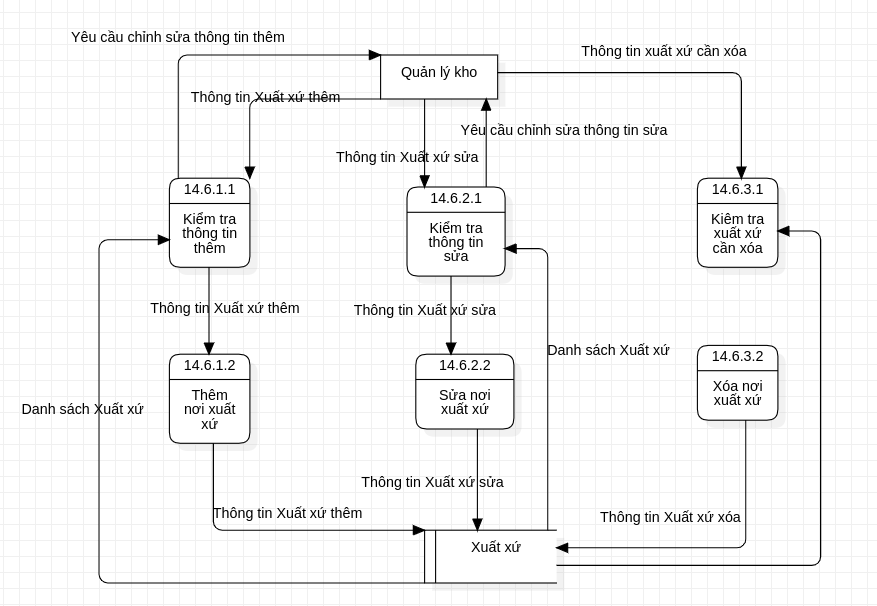 Yêu cầu chỉnh sửa thông tin thêm
Thông tin xuất xứ cần xóa
Quản lý kho
Thông tin Xuất xứ thêm
Yêu cầu chỉnh sửa thông tin sửa
Thông tin Xuất xứ sửa
14.6.1.1
Kiểm tra
thông tin
thêm
14.6.2.1
Kiểm tra
thông tin
sửa
14.6.3.1
Kiêm tra
xuất xứ
cần xóa
Thông tin Xuất xứ thêm
Thông tin Xuất xứ sửa
Danh sách Xuất xứ
14.6.1.2
Thêm
nơi xuất
xứ
14.6.2.2
Sửa nơi
xuất xứ
14.6.3.2
Xóa nơi
xuất xứ
Danh sách Xuất xứ
Thông tin Xuất xứ sửa
Thông tin Xuất xứ thêm
Thông tin Xuất xứ xóa
Xuất xứ